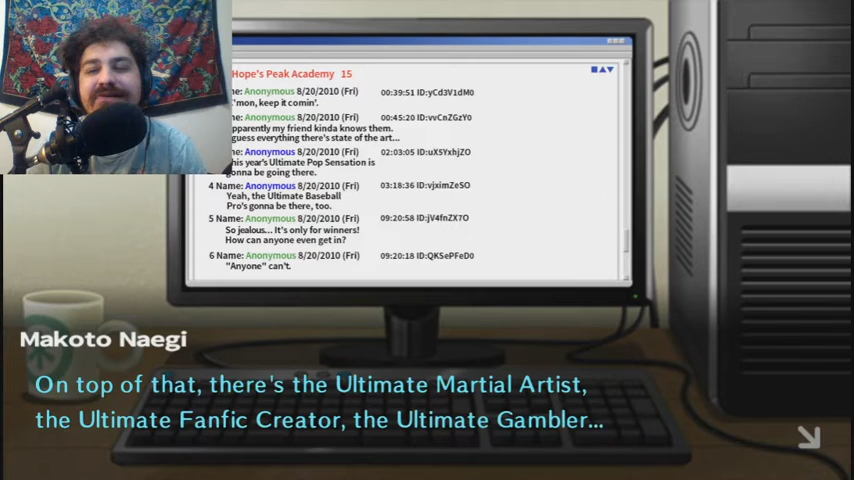 Hope's Peak Academy 15
Anonymous 8/20/2010 (Fri) 00:39:51 ID:yCd3V1dM0
'mon, keep it comin'.
Anonymous 8/20/2010 (Fri) 00:45:20 ID:vvCnZGzY0
pparently my friend kinda knows them.
guess everything there's state of the art...
Anonymous 8/20/2010 (Fri) 02:03:05 ID:uX5YxhjZO
his year's Ultimate Pop Sensation is
gonna be going there.
4 Name: Anonymous 8/20/2010 (Fri) 03:18:36 ID:vjximZeSO
Yeah, the Ultimate Baseball
Pro's gonna be there, too.
5 Name: Anonymous 8/20/2010 (Fri) 09:20:58 ID:jV4fnZX7O
So jealous... It's only for winners!
How can anyone even get in?
6 Name: Anonymous 8/20/2010 (Fri) 09:20:18 ID:QKSePFeD0
"Anyone" can't.
Makoto Naegi
On top of that, there's the Ultimate Martial Artist,
the Ultimate Fanfic Creator, the Ultimate Gambler...